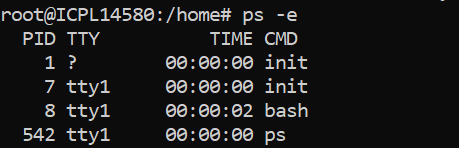 root@ICPL14580:/home# ps -e
  PID TTY          TIME CMD
    1 ?        00:00:00 init
    7 tty1     00:00:00 init
    8 tty1     00:00:02 bash
  542 tty1     00:00:00 ps